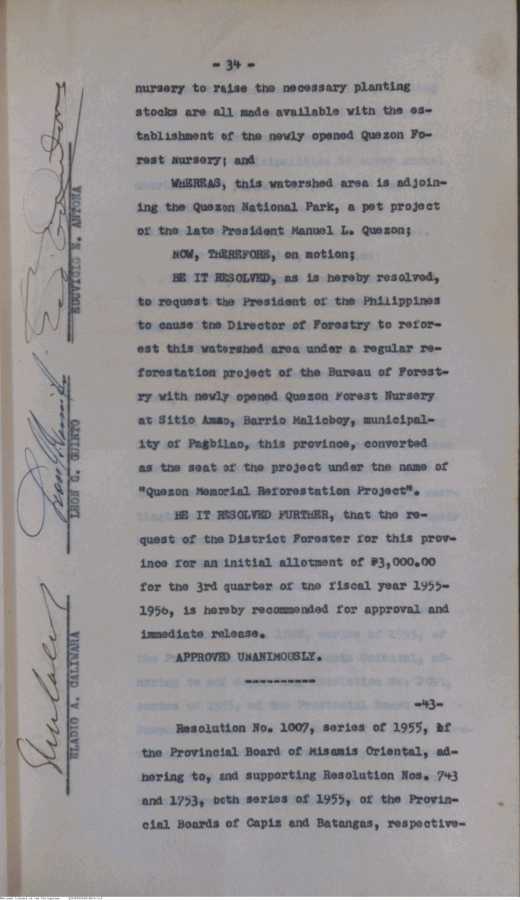 - 34 -
nursery to raise the necessary planting
stocks are all made available with the es-
tablishment of the newly opened Quezon Fo-
rest Nursery; and
WHEREAS, this watershed area is adjoin-
ing the Quezon National Park, a pet project
of the late President Manuel L. Quezon;
NOW, THEREFORE, on motion;
BE IT RESOLVED, as is hereby resolved,
to request the President of the Philippines
to cause the Director of Forestry to refor-
est this watershed area under a regular re-
forestation project of the Bureau of Forest-
ry with newly opened Quezon Forest Nursery
at Sitio Amao, Barrio Malicboy, municipal-
ity of Pagbilao, this province, converted
as the seat of the project under the name of
"Quezon Memorial Reforestation Project".
BE IT RESOLVED FURTHER, that the re-
quest of the District Forester for this prov-
ince for an initial allotment of ₱3,000.00
for the 3rd quarter of the fiscal year 1955-
1956, is hereby recommended for approval and
immediate release.
APPROVED UNANIMOUSLY.
----------
-43-
Resolution No. 1007, series of 1955, of
the Provincial Board of Misamis Oriental, ad-
hering to, and supporting Resolution Nos. 743
and 1753, both series of 1955, of the Provin-
cial Boards of Capiz and Batangas, respective-
EDUVICIO E. ANTONA
LEON G. GUINTO
ELADIO A. CALIWARA